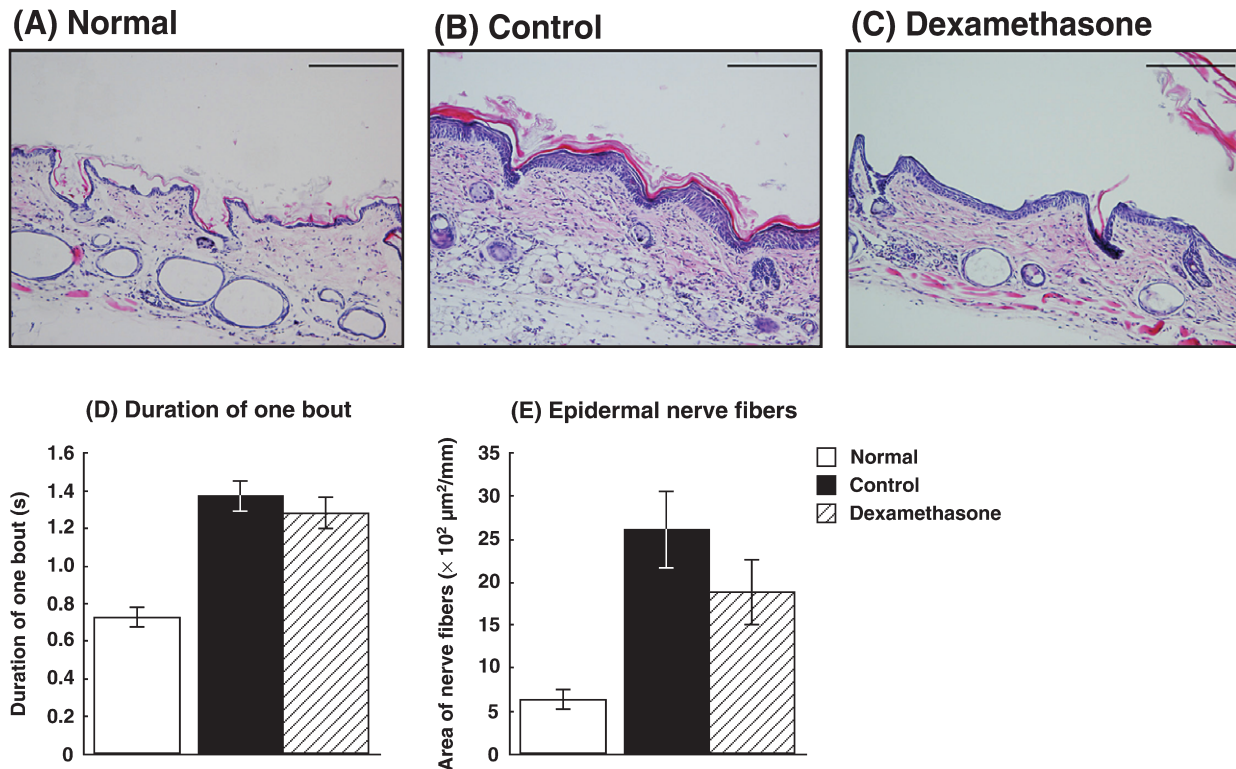 (A) Normal
(B) Control
(C) Dexamethasone
(D) Duration of one bout
Duration of one bout (s)
1.6
1.4
1.2
1.0
0.8
0.6
0.4
0.2
0
(E) Epidermal nerve fibers
Area of nerve fibers (× 10² µm²/mm)
35
30
25
20
15
10
5
0
Normal
Control
Dexamethasone